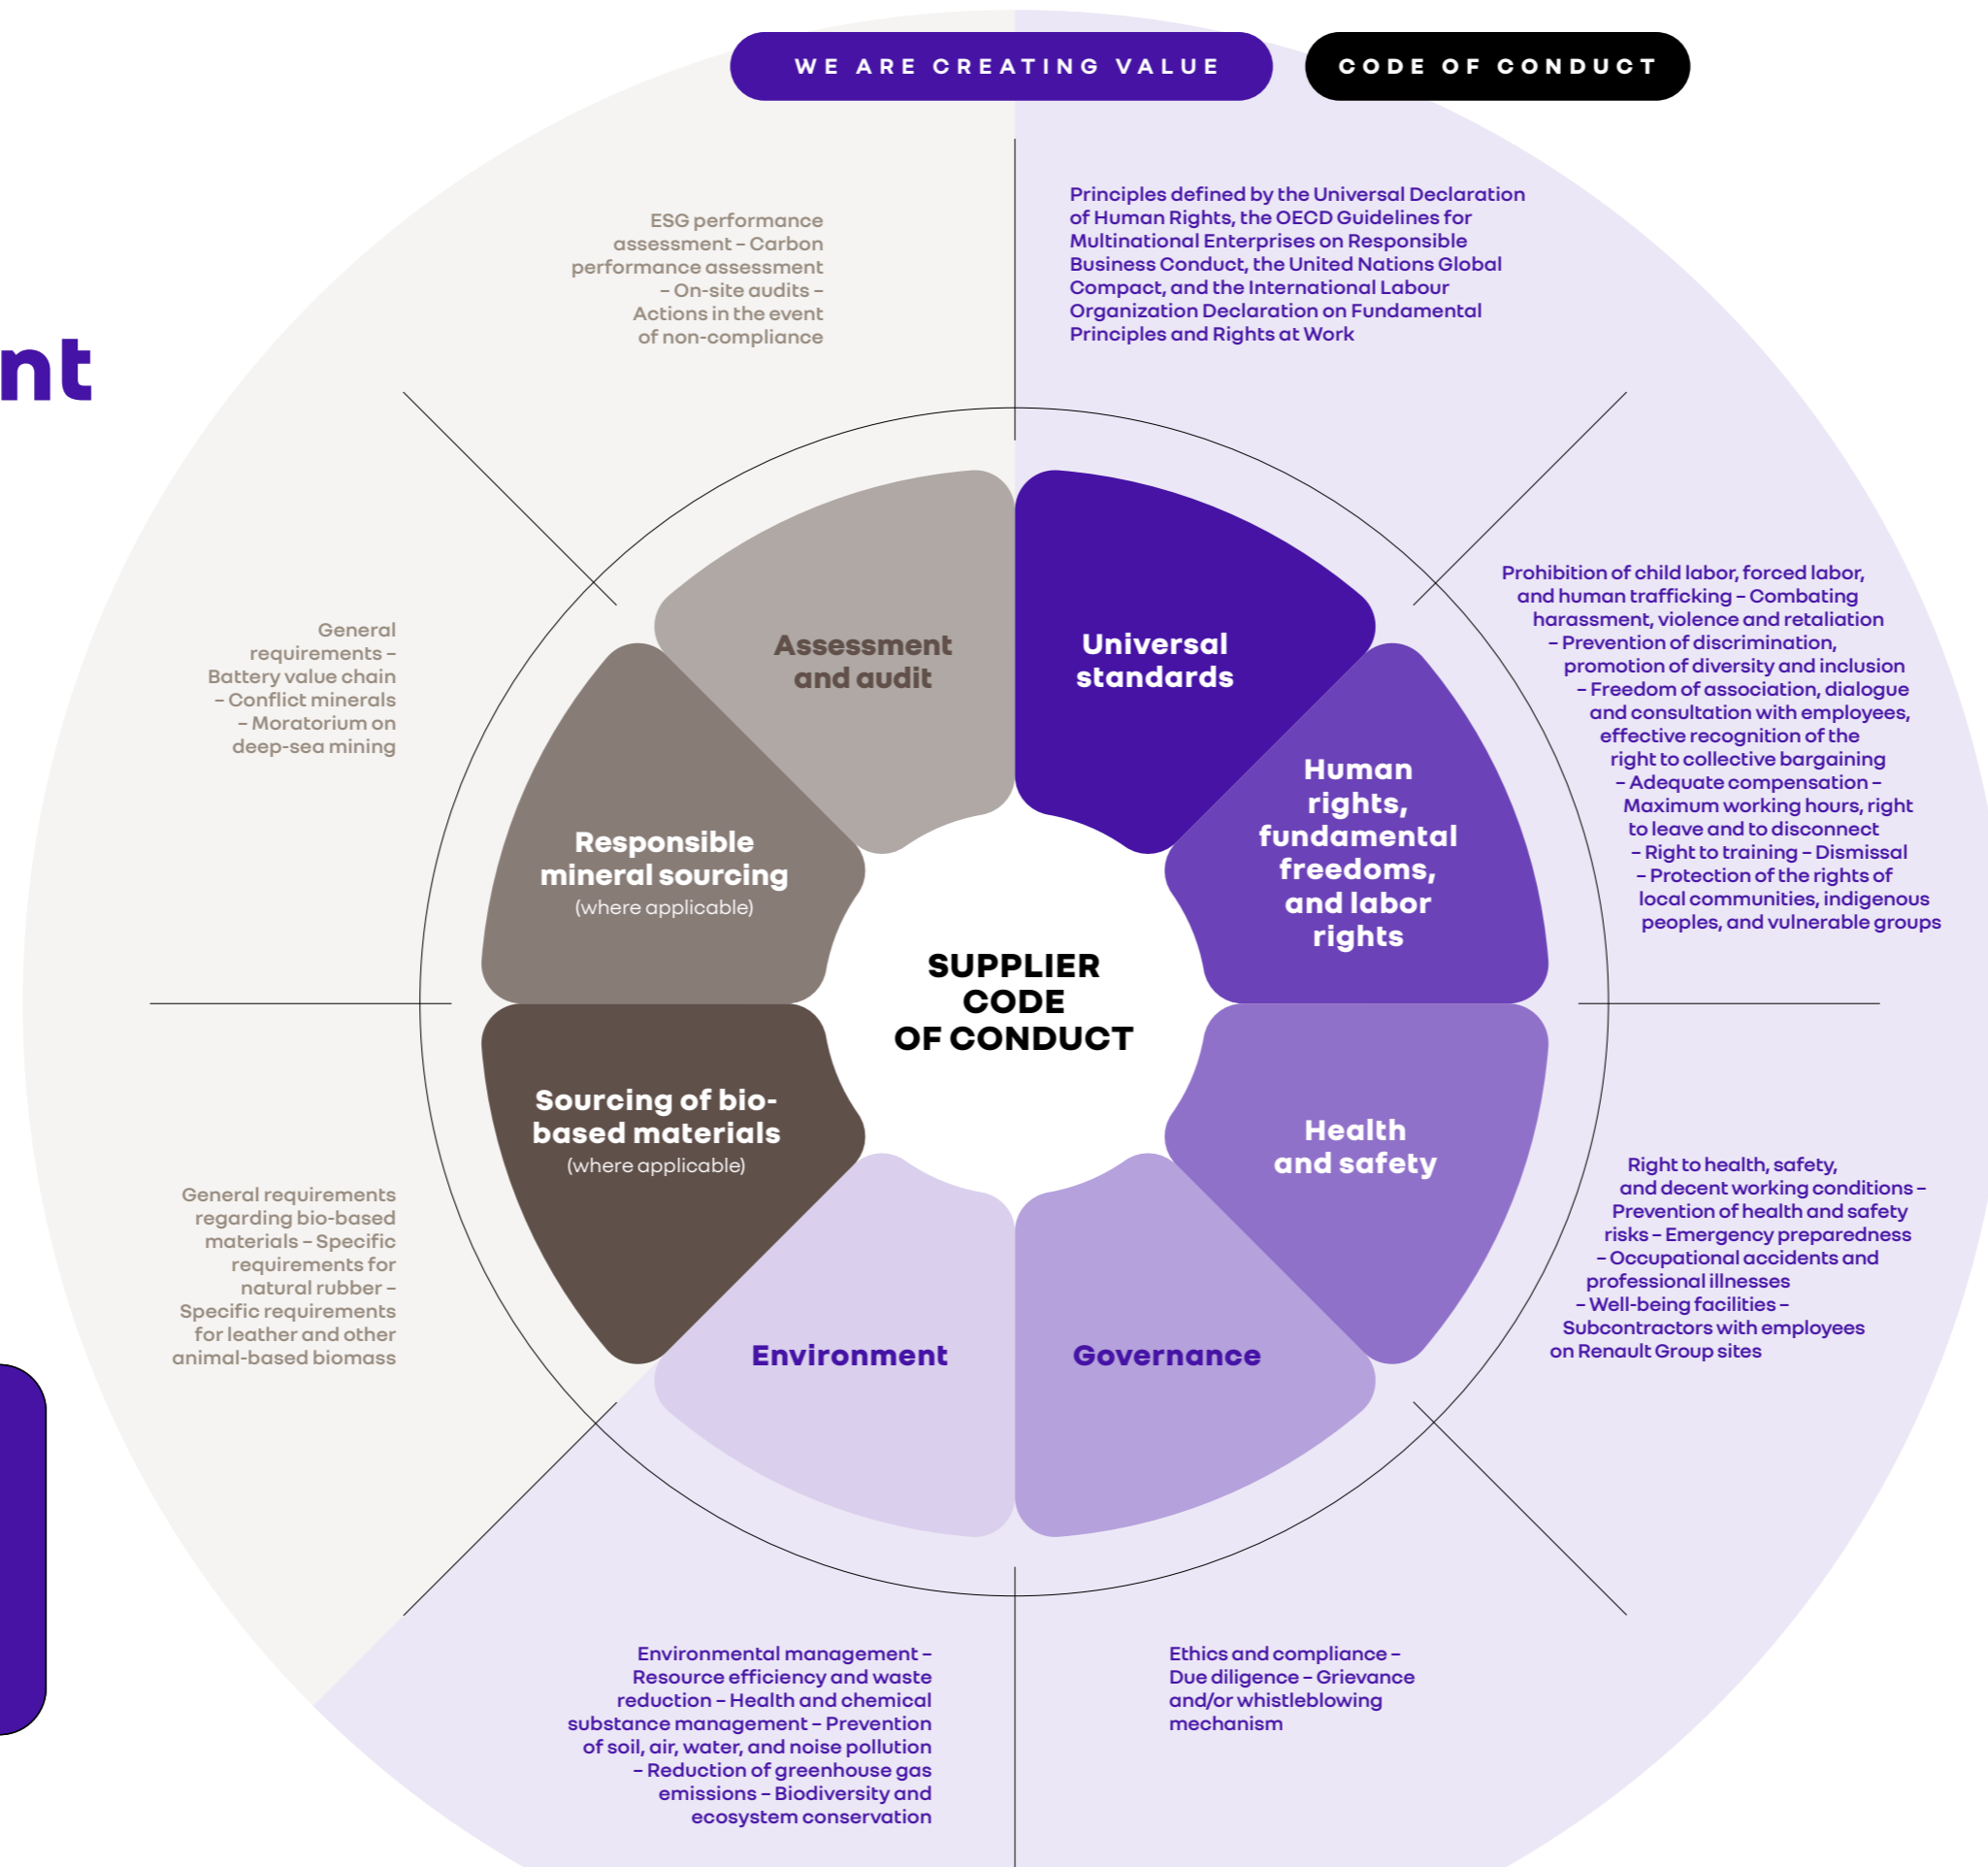 WE ARE CREATING VALUE
CODE OF CONDUCT
nt
Principles defined by the Universal Declaration
of Human Rights, the OECD Guidelines for
Multinational Enterprises on Responsible
Business Conduct, the United Nations Global
Compact, and the International Labour
Organization Declaration on Fundamental
Principles and Rights at Work
Prohibition of child labor, forced labor,
and human trafficking – Combating
harassment, violence and retaliation
– Prevention of discrimination,
promotion of diversity and inclusion
– Freedom of association, dialogue
and consultation with employees,
effective recognition of the
right to collective bargaining
– Adequate compensation –
Maximum working hours, right
to leave and to disconnect
– Right to training – Dismissal
– Protection of the rights of
local communities, indigenous
peoples, and vulnerable groups
Right to health, safety,
and decent working conditions –
Prevention of health and safety
risks – Emergency preparedness
– Occupational accidents and
professional illnesses
– Well-being facilities –
Subcontractors with employees
on Renault Group sites
Ethics and compliance –
Due diligence – Grievance
and/or whistleblowing
mechanism
Environmental management –
Resource efficiency and waste
reduction – Health and chemical
substance management – Prevention
of soil, air, water, and noise pollution
– Reduction of greenhouse gas
emissions – Biodiversity and
ecosystem conservation
General requirements
regarding bio-based
materials – Specific
requirements for
natural rubber –
Specific requirements
for leather and other
animal-based biomass
General
requirements –
Battery value chain
– Conflict minerals
– Moratorium on
deep-sea mining
ESG performance
assessment – Carbon
performance assessment
– On-site audits –
Actions in the event
of non-compliance
Universal
standards
Human
rights,
fundamental
freedoms,
and labor
rights
Health
and safety
Governance
Environment
Sourcing of bio-
based materials
(where applicable)
Responsible
mineral sourcing
(where applicable)
Assessment
and audit
SUPPLIER
CODE
OF CONDUCT